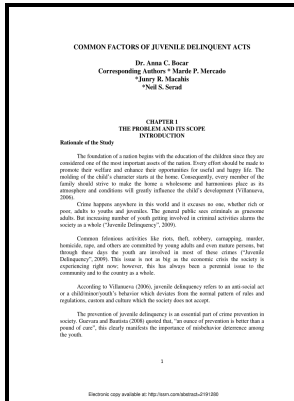 COMMON FACTORS OF JUVENILE DELINQUENT ACTS
Dr. Anna C. Bocar
Corresponding Authors * Marde P. Mercado
*Junry R. Macahis
*Neil S. Serad
CHAPTER 1
THE PROBLEM AND ITS SCOPE
INTRODUCTION
Rationale of the Study
The foundation of a nation begins with the education of the children since they are
considered one of the most important assets of the nation. Every effort should be made to
promote their welfare and enhance their opportunities for useful and happy life. The
molding of the child's character starts at the home. Consequently, every member of the
family should strive to make the home a wholesome and harmonious place as its
atmosphere and conditions will greatly influence the child's development (Villanueva,
2006).
Crime happens anywhere in this world and it excuses no one, whether rich or
poor, adults to youths and juveniles. The general public sees criminals as gruesome
adults. But increasing number of youth getting involved in criminal activities alarms the
society as a whole ("Juvenile Delinquency", 2009).
Common felonious activities like riots, theft, robbery, carnapping, murder,
homicide, rape, and others are committed by young adults and even mature persons, but
through these days the youth are involved in most of these crimes ("Juvenile
Delinquency", 2009). This issue is not as big as the economic crisis the society is
experiencing right now; however, this has always been a perennial issue to the
community and to the country as a whole.
According to Villanueva (2006), juvenile delinquency refers to an anti-social act
or a child/minor/youth's behavior which deviates from the normal pattern of rules and
regulations, custom and culture which the society does not accept.
The prevention of juvenile delinquency is an essential part of crime prevention in
society. Guevara and Bautista (2008) quoted that, "an ounce of prevention is better than a
pound of cure", this clearly manifests the importance of misbehavior deterrence among
the youth.
1
Electronic copy available at: http://ssrn.com/abstract=2191280